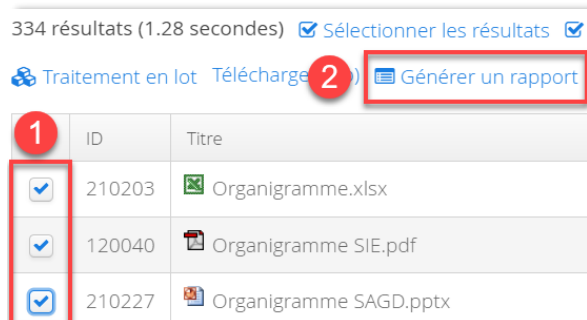 334 résultats (1.28 secondes) Sélectionner les résultats
Traitement en lot Télécharge 2 ) Générer un rapport
1 ID Titre
210203 Organigramme.xlsx
120040 Organigramme SIE.pdf
210227 Organigramme SAGD.pptx